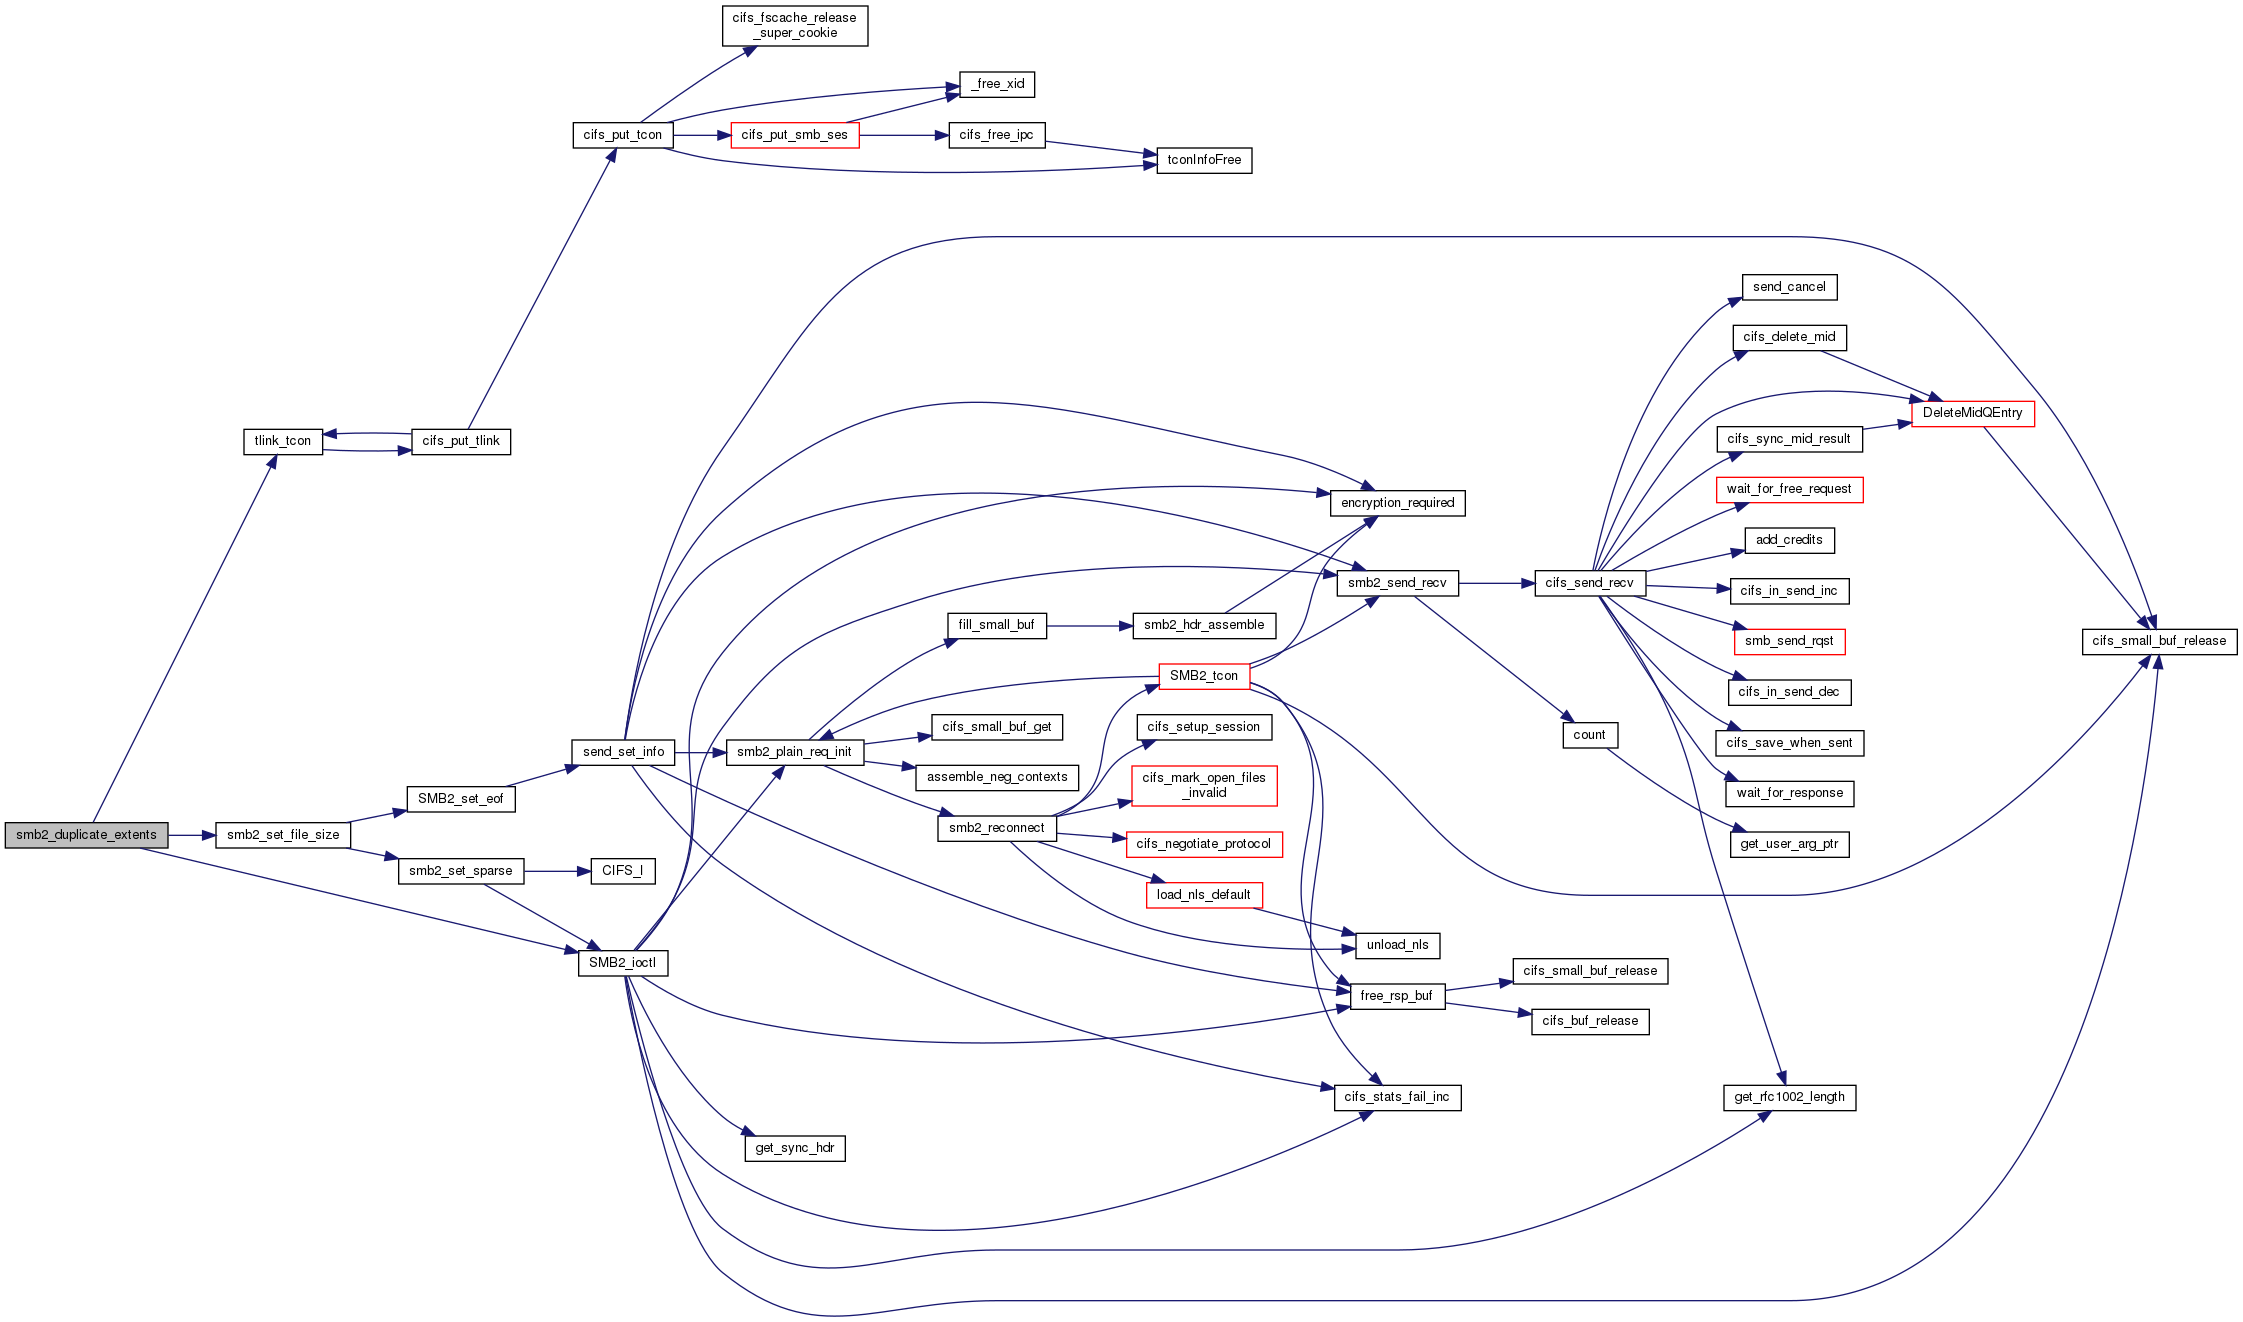 cifs_fscache_release
_super_cookie
_free_xid
cifs_put_tcon
cifs_put_smb_ses
cifs_free_ipc
tconInfoFree
send_cancel
cifs_delete_mid
DeleteMidQEntry
tlink_tcon
cifs_put_tlink
cifs_sync_mid_result
wait_for_free_request
encryption_required
add_credits
smb2_send_recv
cifs_send_recv
cifs_in_send_inc
fill_small_buf
smb2_hdr_assemble
smb_send_rqst
cifs_small_buf_release
SMB2_tcon
cifs_in_send_dec
cifs_small_buf_get
cifs_setup_session
count
cifs_save_when_sent
send_set_info
smb2_plain_req_init
assemble_neg_contexts
cifs_mark_open_files
_invalid
wait_for_response
SMB2_set_eof
smb2_duplicate_extents
smb2_set_file_size
smb2_reconnect
cifs_negotiate_protocol
get_user_arg_ptr
smb2_set_sparse
CIFS_I
load_nls_default
unload_nls
SMB2_ioctl
cifs_small_buf_release
free_rsp_buf
cifs_buf_release
cifs_stats_fail_inc
get_rfc1002_length
get_sync_hdr